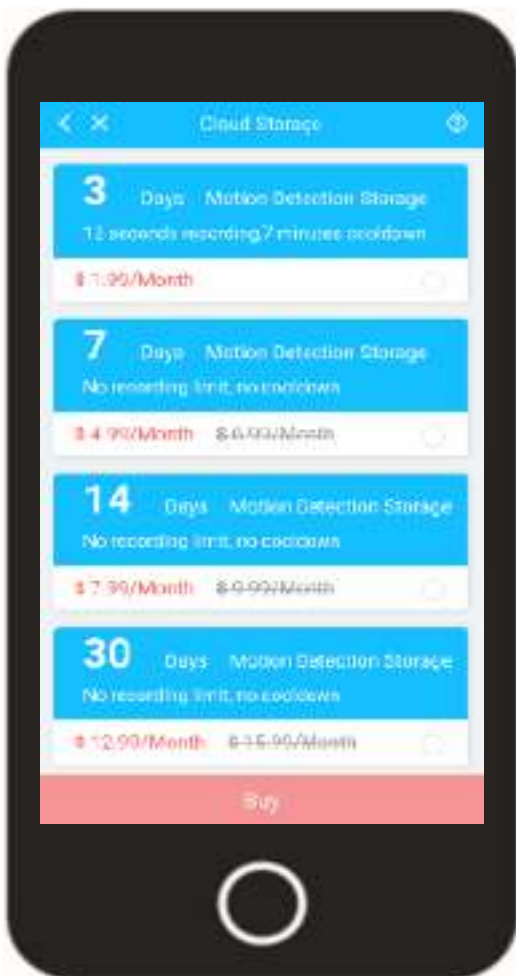 Cloud Storage
3 Days Motion Detection Storage
12 seconds recording,7 minutes cooldown
$ 1.99/Month
7 Days Motion Detection Storage
No recording limit, no cooldown
$ 4.99/Month $ 6.99/Month
14 Days Motion Detection Storage
No recording limit, no cooldown
$ 7.99/Month $ 9.99/Month
30 Days Motion Detection Storage
No recording limit, no cooldown
$ 12.99/Month $ 15.99/Month
Buy